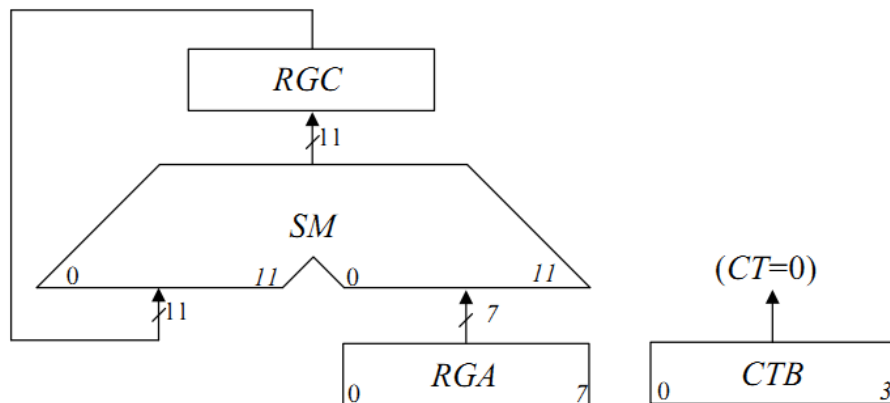 RGC
11
SM
0 11 0 11
(CT=0)
11 7
RGA CTB
0 7 0 3